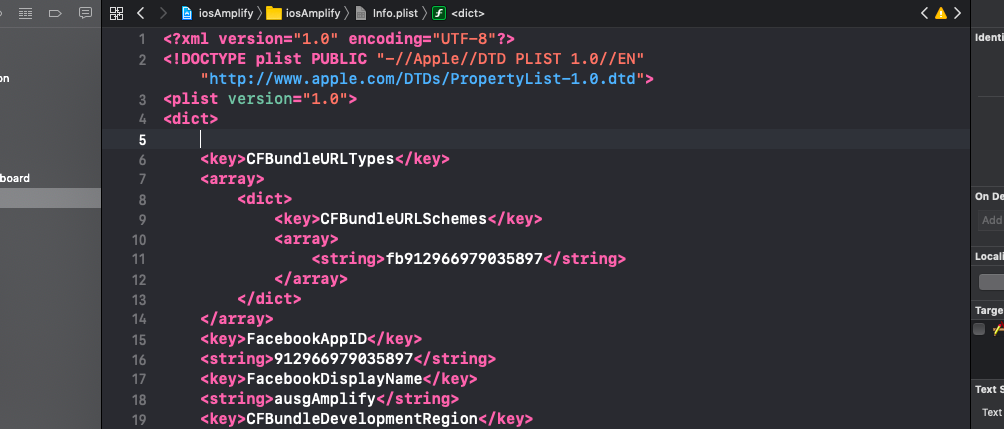 iosAmplify 〉 iosAmplify 〉 Info.plist 〉 <dict>
Identi
on
board
1 <?xml version="1.0" encoding="UTF-8"?>
2 <!DOCTYPE plist PUBLIC "-//Apple//DTD PLIST 1.0//EN"
"http://www.apple.com/DTDs/PropertyList-1.0.dtd">
3 <plist version="1.0">
4 <dict>
5
6 <key>CFBundleURLTypes</key>
7 <array>
8 <dict>
9 <key>CFBundleURLSchemes</key>
10 <array>
11 <string>fb912966979035897</string>
12 </array>
13 </dict>
14 </array>
15 <key>FacebookAppID</key>
16 <string>912966979035897</string>
17 <key>FacebookDisplayName</key>
18 <string>ausgAmplify</string>
19 <key>CFBundleDevelopmentRegion</key>
On De
Add
Locali
Targe
Text S
Text